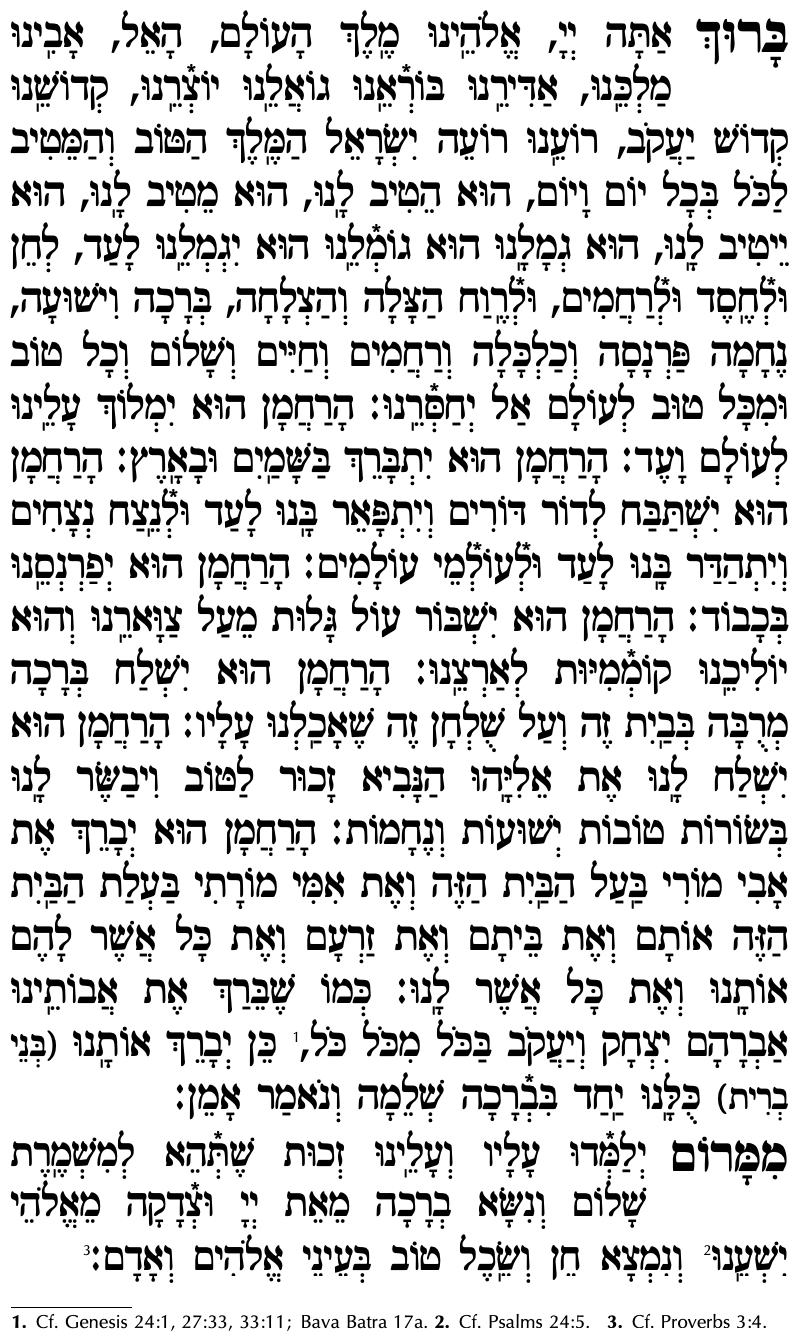 בָּרוּךְ אַתָּה יְיָ, אֱלֹהֵֽינוּ מֶֽלֶךְ הָעוֹלָם, הָאֵל, אָבִֽינוּ
מַלְכֵּֽנוּ, אַדִּירֵֽנוּ בּוֹרְ֯אֵֽנוּ גּוֹאֲלֵֽנוּ יוֹצְ֯רֵֽנוּ, קְדוֹשֵֽׁנוּ
קְדוֹשׁ יַעֲקֹב, רוֹעֵֽנוּ רוֹעֵה יִשְׂרָאֵל הַמֶּֽלֶךְ הַטּוֹב וְהַמֵּטִיב
לַכֹּל בְּכָל יוֹם וָיוֹם, הוּא הֵטִיב לָֽנוּ, הוּא מֵטִיב לָֽנוּ, הוּא
יֵיטִיב לָֽנוּ, הוּא גְמָלָֽנוּ הוּא גוֹמְ֯לֵֽנוּ הוּא יִגְמְלֵֽנוּ לָעַד, לְחֵן
וּלְ֯חֶֽסֶד וּלְ֯רַחֲמִים, וּלְ֯רֶֽוַח הַצָּלָה וְהַצְלָחָה, בְּרָכָה וִישׁוּעָה,
נֶחָמָה פַּרְנָסָה וְכַלְכָּלָה וְרַחֲמִים וְחַיִּים וְשָׁלוֹם וְכָל טוֹב
וּמִכָּל טוּב לְעוֹלָם אַל יְחַסְּ֯רֵֽנוּ: הָרַחֲמָן הוּא יִמְלוֹךְ עָלֵֽינוּ
לְעוֹלָם וָעֶד: הָרַחֲמָן הוּא יִתְבָּרֵךְ בַּשָּׁמַֽיִם וּבָאָֽרֶץ: הָרַחֲמָן
הוּא יִשְׁתַּבַּח לְדוֹר דּוֹרִים וְיִתְפָּאֵר בָּֽנוּ לָעַד וּלְ֯נֵֽצַח נְצָחִים
וְיִתְהַדַּר בָּֽנוּ לָעַד וּלְ֯עוֹלְ֯מֵי עוֹלָמִים: הָרַחֲמָן הוּא יְפַרְנְסֵֽנוּ
בְּכָבוֹד: הָרַחֲמָן הוּא יִשְׁבּוֹר עוֹל גָּלוּת מֵעַל צַוָּארֵֽנוּ וְהוּא
יוֹלִיכֵֽנוּ קוֹמְ֯מִיּוּת לְאַרְצֵֽנוּ: הָרַחֲמָן הוּא יִשְׁלַח בְּרָכָה
מְרֻבָּה בְּבַֽיִת זֶה וְעַל שֻׁלְחָן זֶה שֶׁאָכַֽלְנוּ עָלָיו: הָרַחֲמָן הוּא
יִשְׁלַח לָֽנוּ אֶת אֵלִיָּֽהוּ הַנָּבִיא זָכוּר לַטּוֹב וִיבַשֶּׂר לָֽנוּ
בְּשׂוֹרוֹת טוֹבוֹת יְשׁוּעוֹת וְנֶחָמוֹת: הָרַחֲמָן הוּא יְבָרֵךְ אֶת
אָבִי מוֹרִי בַּֽעַל הַבַּֽיִת הַזֶּה וְאֶת אִמִּי מוֹרָתִי בַּעְלַת הַבַּֽיִת
הַזֶּה אוֹתָם וְאֶת בֵּיתָם וְאֶת זַרְעָם וְאֶת כָּל אֲשֶׁר לָהֶם
אוֹתָֽנוּ וְאֶת כָּל אֲשֶׁר לָֽנוּ: כְּמוֹ שֶׁבֵּרַךְ אֶת אֲבוֹתֵֽינוּ
אַבְרָהָם יִצְחָק וְיַעֲקֹב בַּכֹּל מִכֹּל כֹּל,1 כֵּן יְבָרֵךְ אוֹתָֽנוּ (בְּנֵי
בְרִית) כֻּלָּֽנוּ יַֽחַד בִּבְ֯רָכָה שְׁלֵמָה וְנֹאמַר אָמֵן:
מִמָּרוֹם יְלַמְּ֯דוּ עָלָיו וְעָלֵֽינוּ זְכוּת שֶׁתְּ֯הֵא לְמִשְׁמֶֽרֶת
שָׁלוֹם וְנִשָּׂא בְרָכָה מֵאֵת יְיָ וּצְ֯דָקָה מֵאֱלֹהֵי
יִשְׁעֵֽנוּ2 וְנִמְצָא חֵן וְשֵֽׂכֶל טוֹב בְּעֵינֵי אֱלֹהִים וְאָדָם:3
1. Cf. Genesis 24:1, 27:33, 33:11; Bava Batra 17a. 2. Cf. Psalms 24:5. 3. Cf. Proverbs 3:4.